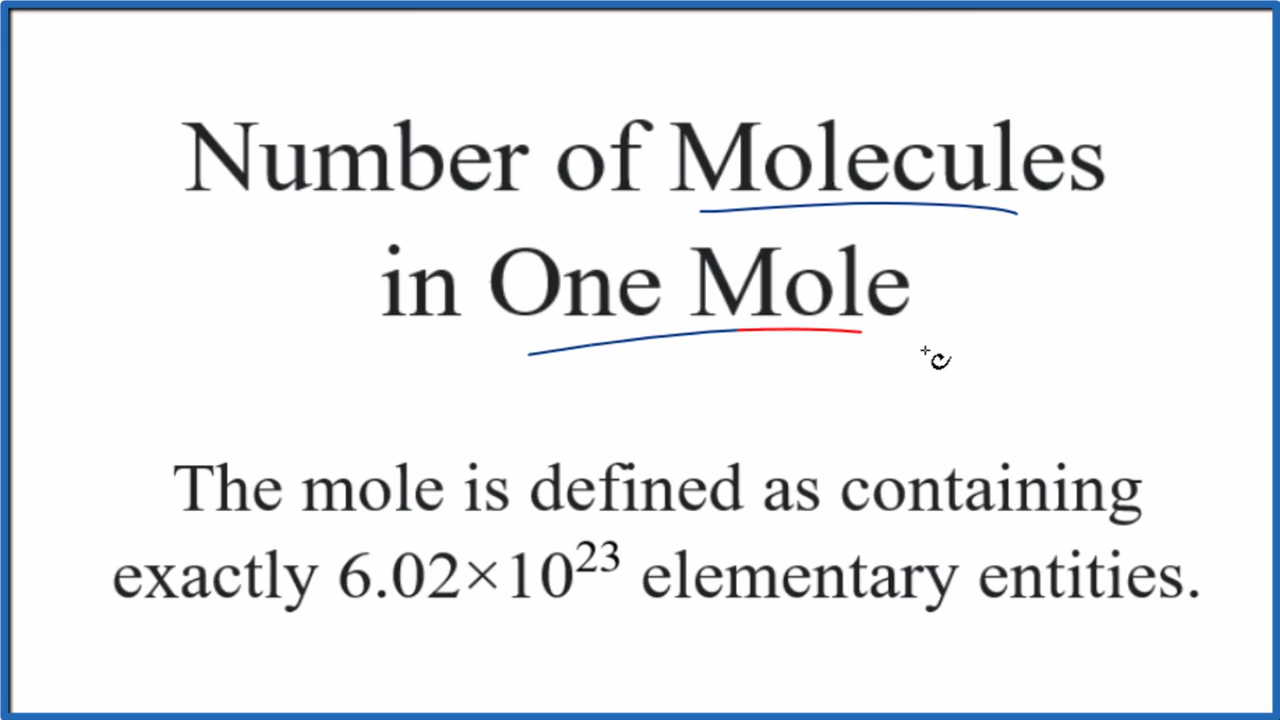 Number of Molecules
in One Mole
The mole is defined as containing
exactly 6.02×10²³ elementary entities.